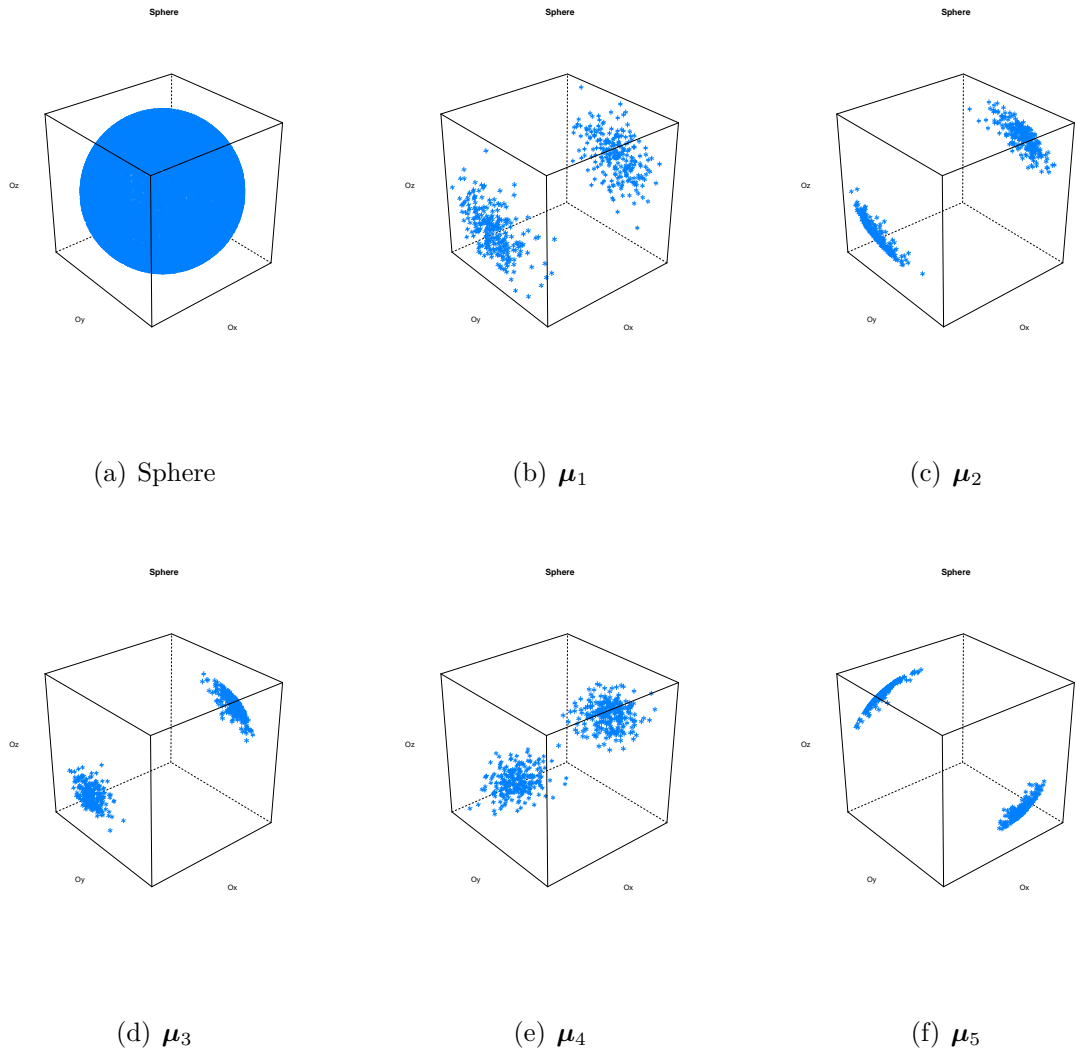 Sphere Sphere Sphere
Oz Oz Oz
Oy Ox Oy Ox Oy Ox
(a) Sphere (b) μ₁ (c) μ₂
Sphere Sphere Sphere
Oz Oz Oz
Oy Ox Oy Ox Oy Ox
(d) μ₃ (e) μ₄ (f) μ₅